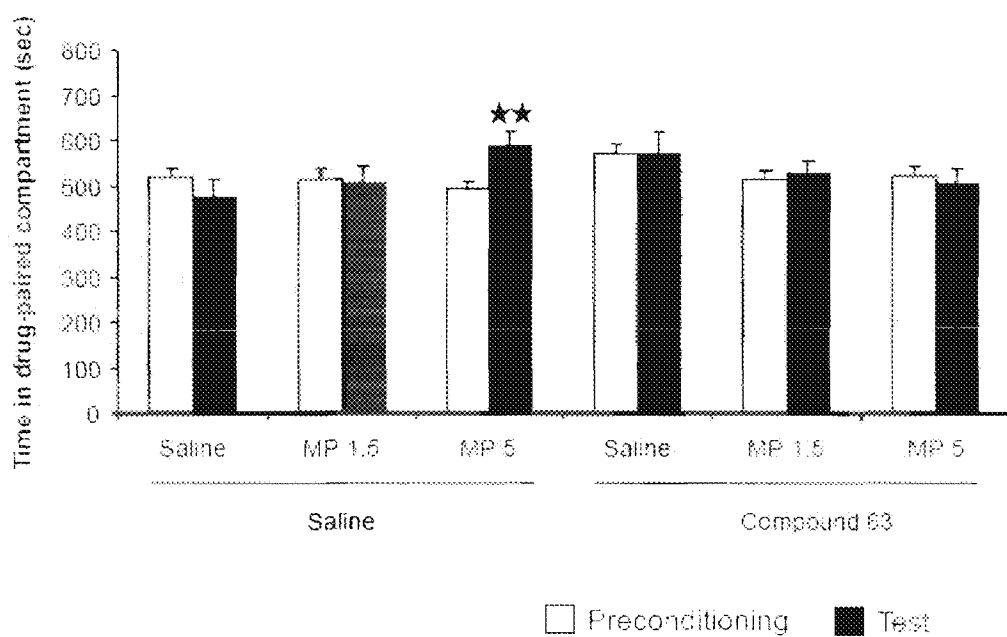 Time in drug-paired compartment (sec)
800
700
600
500
400
300
200
100
0
★★
Saline MP 1.5 MP 5 Saline MP 1.5 MP 5
Saline Compound 63
Preconditioning Test